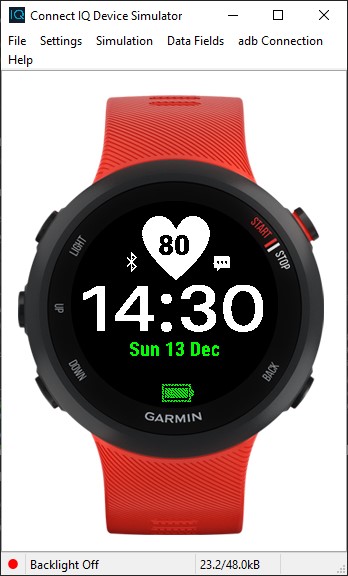 IQ Connect IQ Device Simulator
File Settings Simulation Data Fields adb Connection
Help
80
START
STOP
LIGHT
14:30
UP
Sun 13 Dec
DOWN
BACK
GARMIN
Backlight Off 23.2/48.0kB